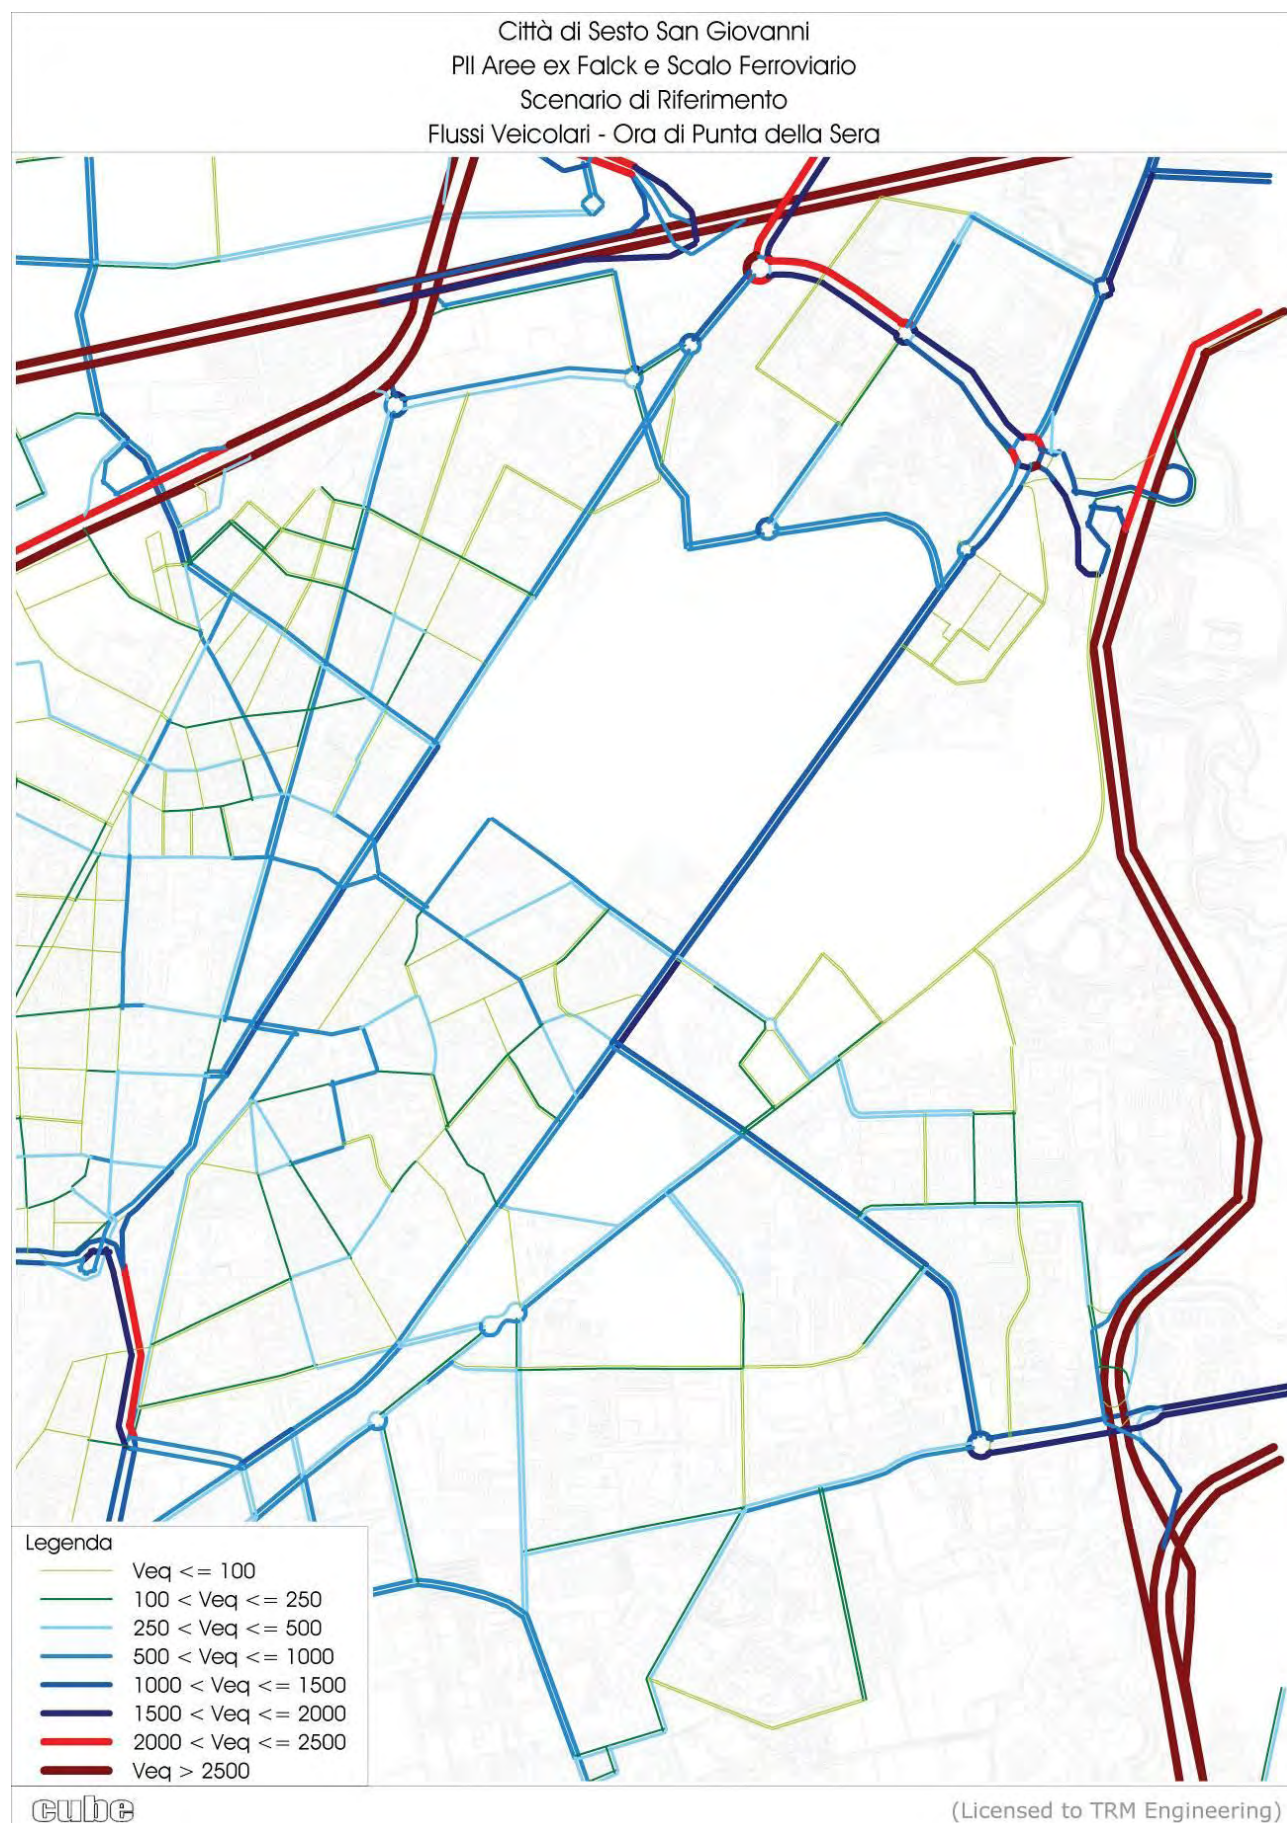 Città di Sesto San Giovanni
PII Aree ex Falck e Scalo Ferroviario
Scenario di Riferimento
Flussi Veicolari - Ora di Punta della Sera
Legenda
Veq <= 100
100 < Veq <= 250
250 < Veq <= 500
500 < Veq <= 1000
1000 < Veq <= 1500
1500 < Veq <= 2000
2000 < Veq <= 2500
Veq > 2500
cube
(Licensed to TRM Engineering)